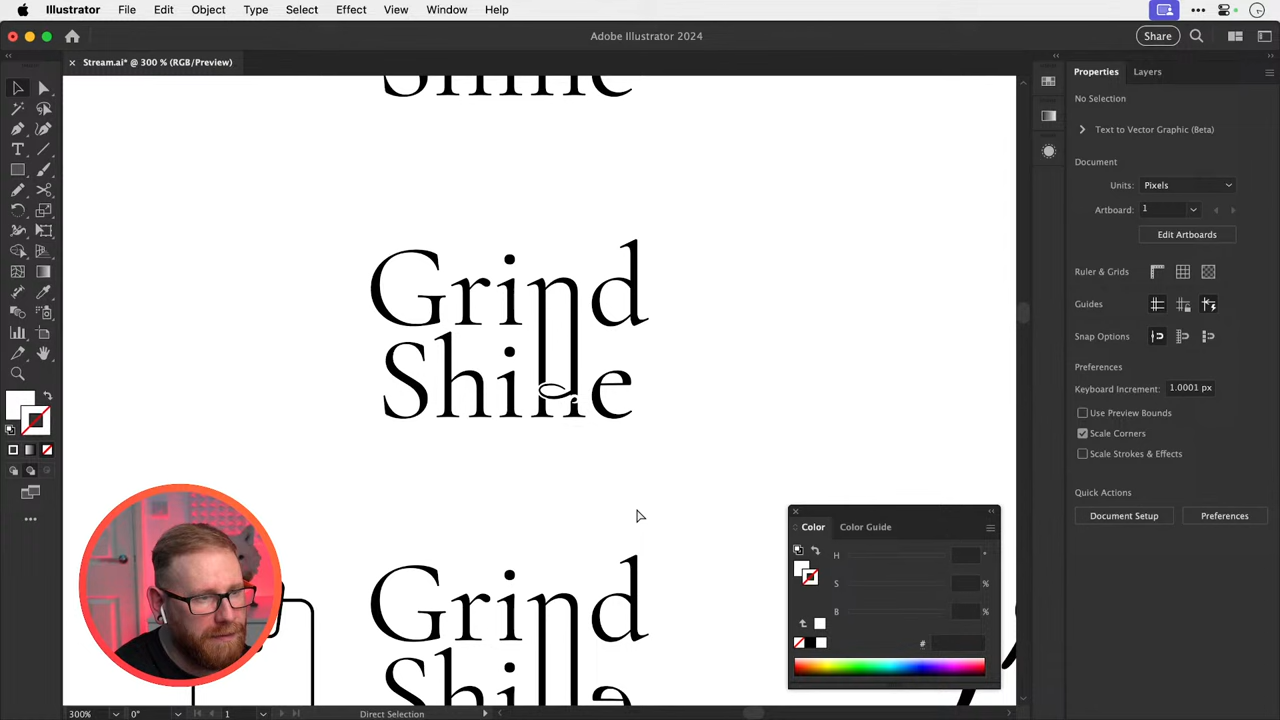 Illustrator File Edit Object Type Select Effect View Window Help
Adobe Illustrator 2024
Share
Stream.ai* @ 300 % (RGB/Preview)
Properties Layers
No Selection
Text to Vector Graphic (Beta)
Document
Units: Pixels
Artboard: 1
Edit Artboards
Ruler & Grids
Guides
Snap Options
Preferences
Keyboard Increment: 1.0001 px
Use Preview Bounds
Scale Corners
Scale Strokes & Effects
Quick Actions
Document Setup Preferences
Shine
Grind
Shine
Grind
Shine
Color Color Guide
H °
S %
B %
#
300% 0° 1 Direct Selection